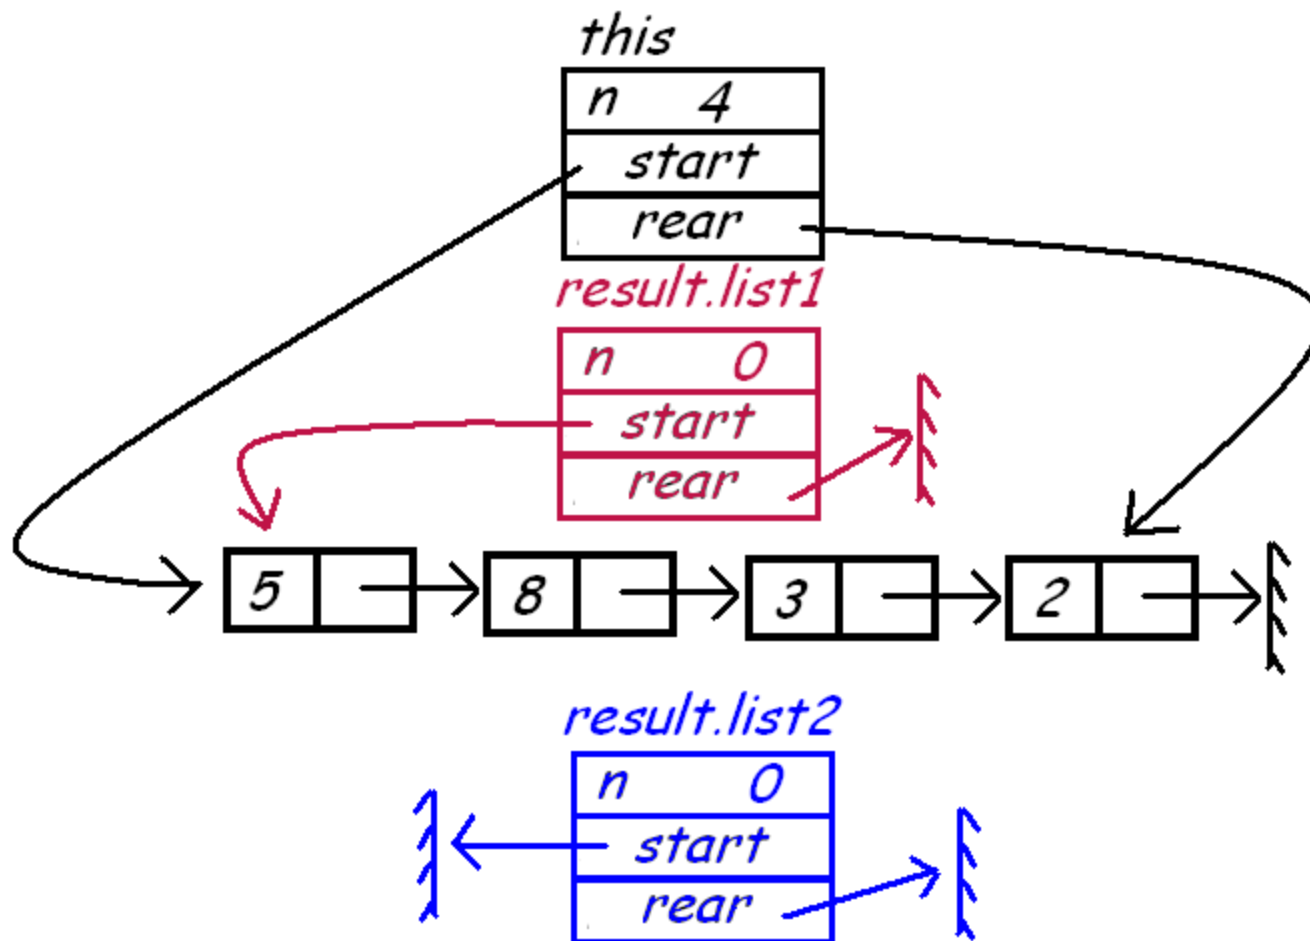 this
n 4
start
rear
result.list1
n 0
start
rear
5 8 3 2
result.list2
n 0
start
rear